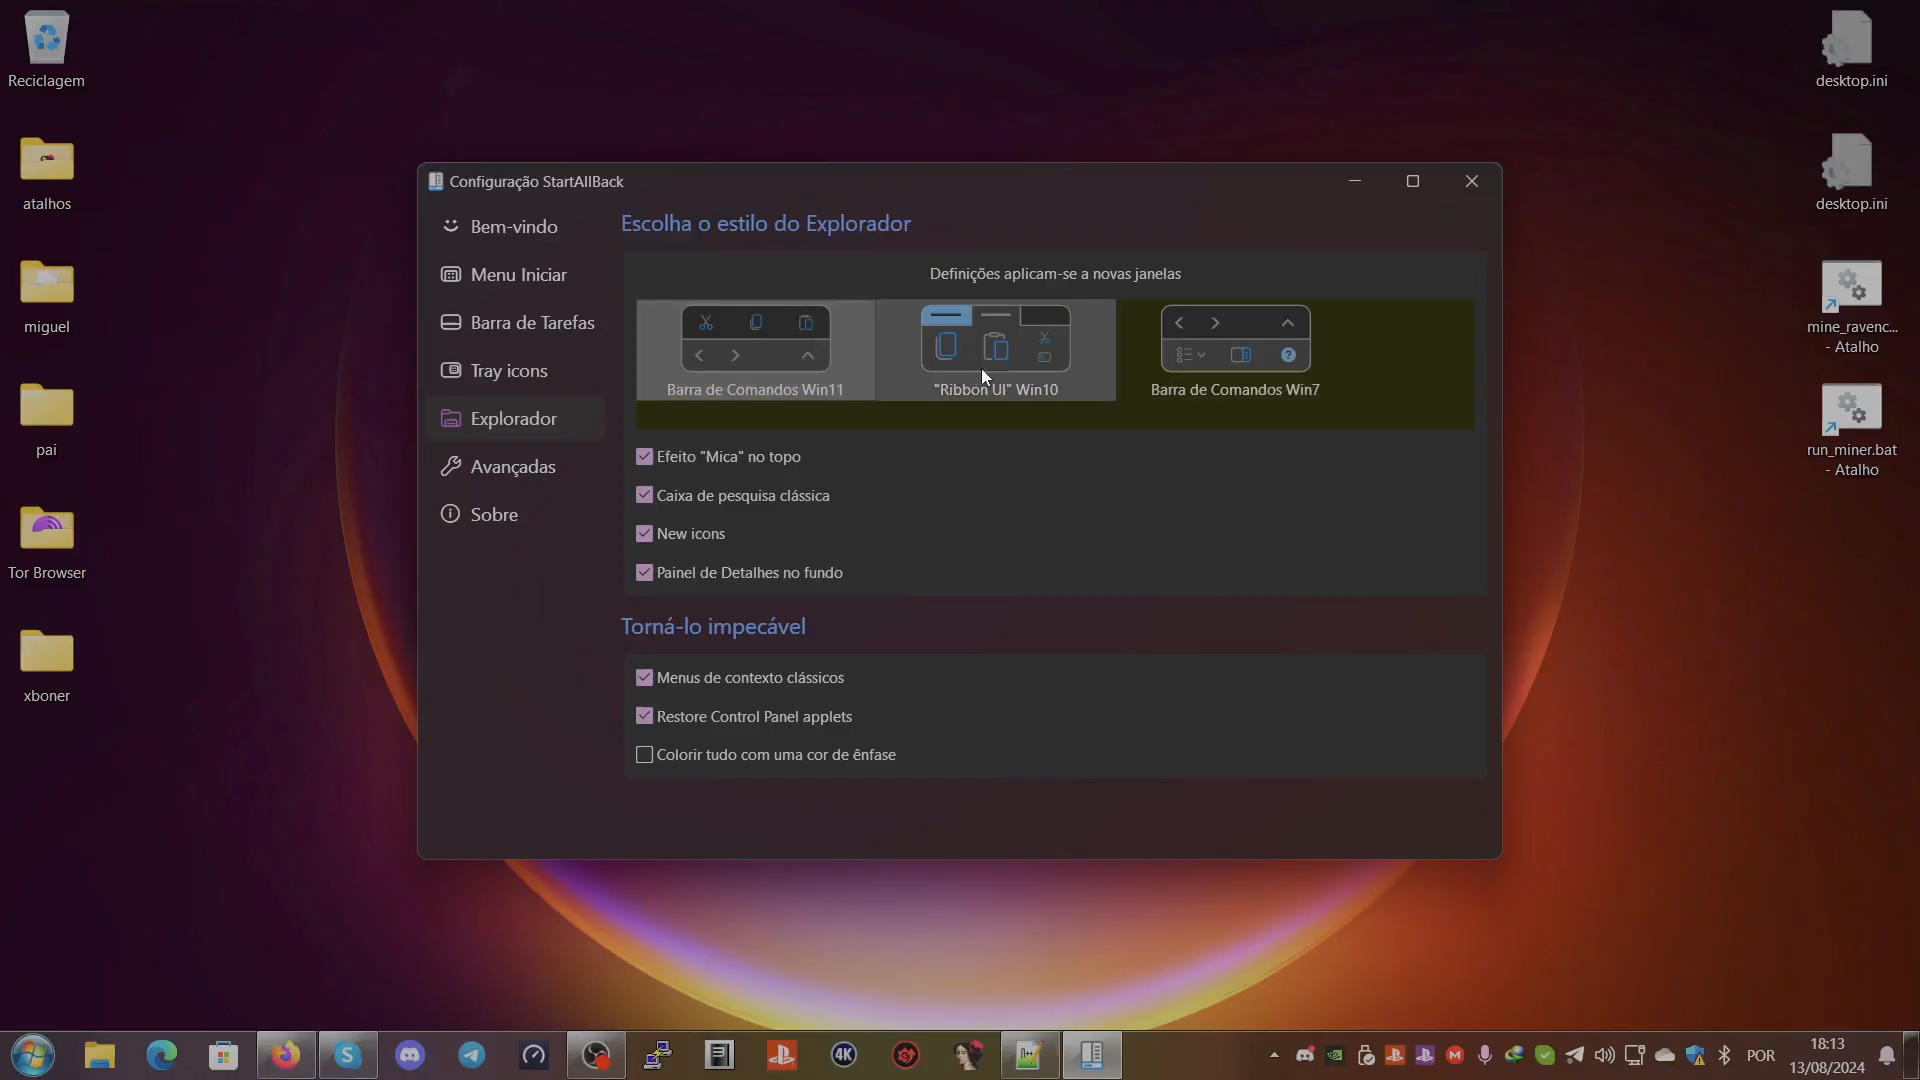 Reciclagem
atalhos
miguel
pai
Tor Browser
xboner
Configuração StartAllBack
Bem-vindo
Menu Iniciar
Barra de Tarefas
Tray icons
Explorador
Avançadas
Sobre
Escolha o estilo do Explorador
Definições aplicam-se a novas janelas
Barra de Comandos Win11
"Ribbon UI" Win10
Barra de Comandos Win7
Efeito "Mica" no topo
Caixa de pesquisa clássica
New icons
Painel de Detalhes no fundo
Torná-lo impecável
Menus de contexto clássicos
Restore Control Panel applets
Colorir tudo com uma cor de ênfase
desktop.ini
desktop.ini
mine_ravenc...
- Atalho
run_miner.bat
- Atalho
4K
n++
POR
18:13
13/08/2024